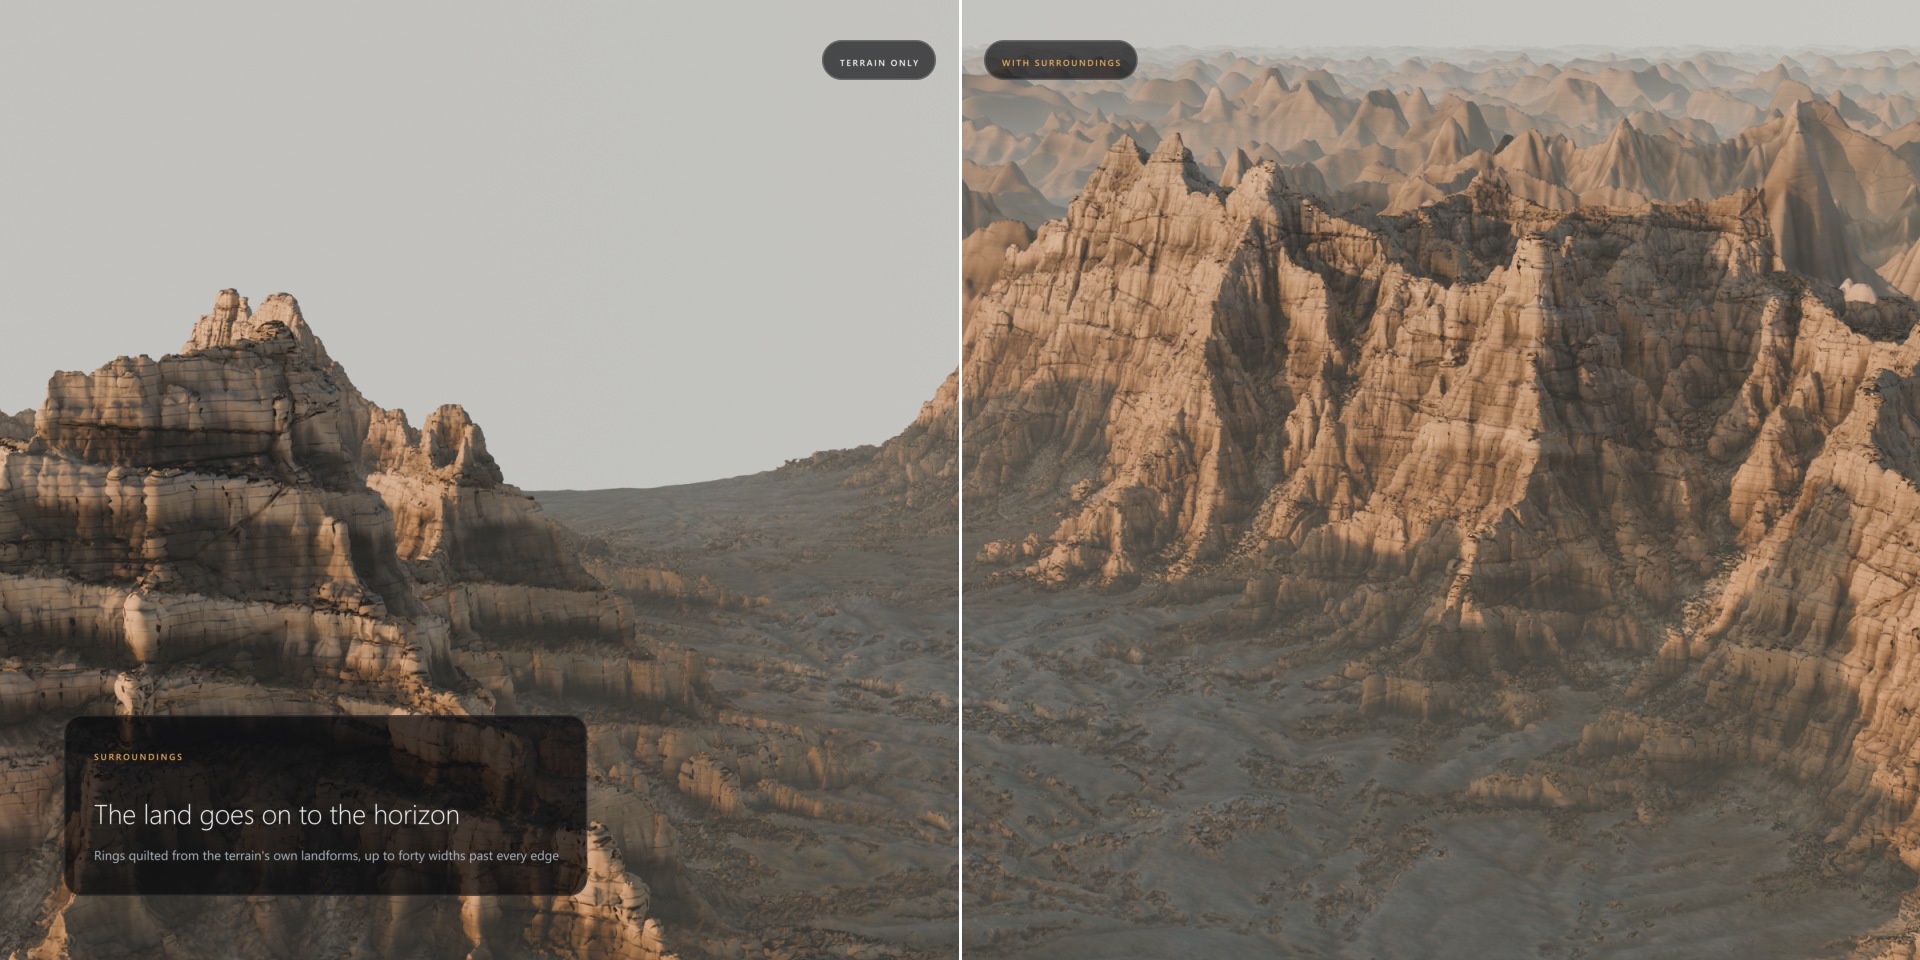 TERRAIN ONLY
WITH SURROUNDINGS
SURROUNDINGS
The land goes on to the horizon
Rings quilted from the terrain's own landforms, up to forty widths past every edge